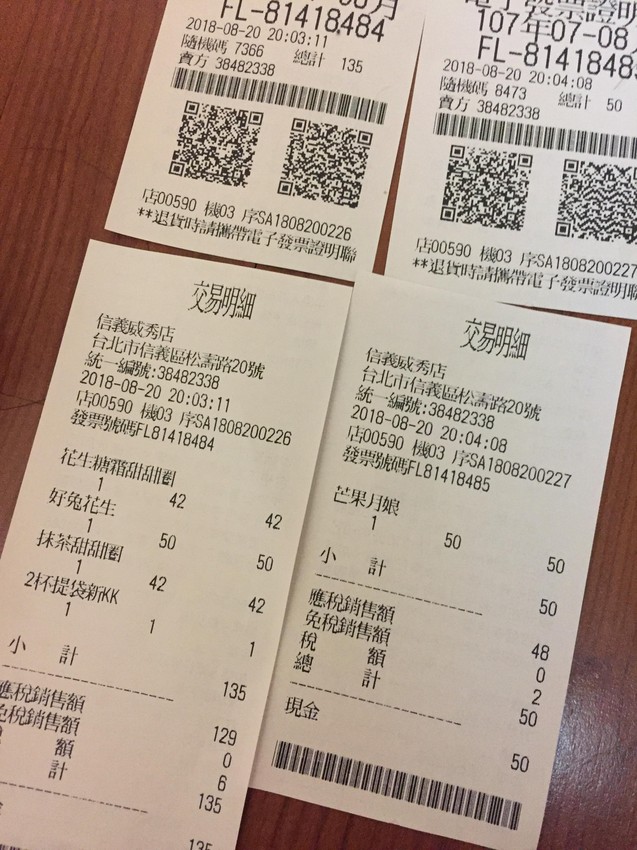 月
FL-81418484
2018-08-20 20:03:11
隨機碼 7366 總計 135
賣方 38482338
店00590 機03 序SA1808200226
**退貨時請攜帶電子發票證明聯
電子發票證明
107年07-08
FL-8141848
2018-08-20 20:04:08
隨機碼 8473 總計 50
賣方 38482338
店00590 機03 序SA1808200227
**退貨時請攜帶電子發票證明聯
交易明細
信義威秀店
台北市信義區松壽路20號
統一編號:38482338
2018-08-20 20:03:11
店00590 機03 序SA1808200226
發票號碼FL81418484
花生糖霜甜甜圈
1 42 42
好兔花生
1 50 50
抹茶甜甜圈
1 42 42
2杯提袋新KK
1 1 1
小 計 135
應稅銷售額 129
免稅銷售額 0
額 6
計 135
135
交易明細
信義威秀店
台北市信義區松壽路20號
統一編號:38482338
2018-08-20 20:04:08
店00590 機03 序SA1808200227
發票號碼FL81418485
芒果月娘
1 50 50
小 計 50
應稅銷售額 48
免稅銷售額 0
稅 額 2
總 計 50
現金 50